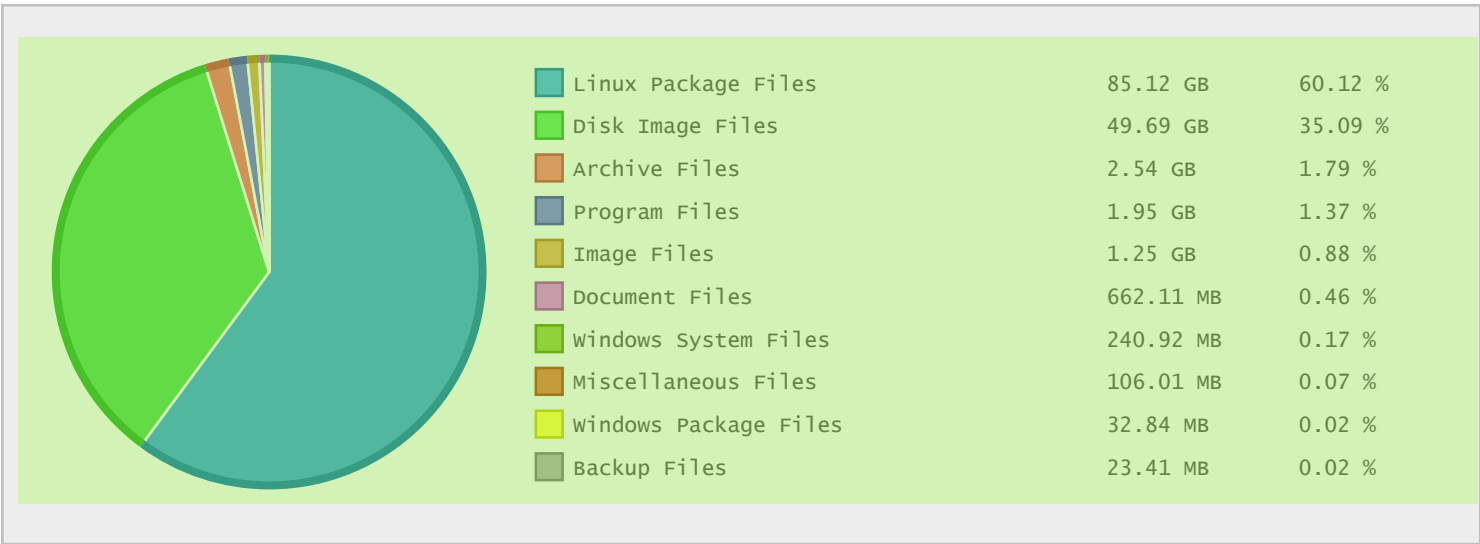 Linux Package Files 85.12 GB 60.12 %
Disk Image Files 49.69 GB 35.09 %
Archive Files 2.54 GB 1.79 %
Program Files 1.95 GB 1.37 %
Image Files 1.25 GB 0.88 %
Document Files 662.11 MB 0.46 %
Windows System Files 240.92 MB 0.17 %
Miscellaneous Files 106.01 MB 0.07 %
Windows Package Files 32.84 MB 0.02 %
Backup Files 23.41 MB 0.02 %